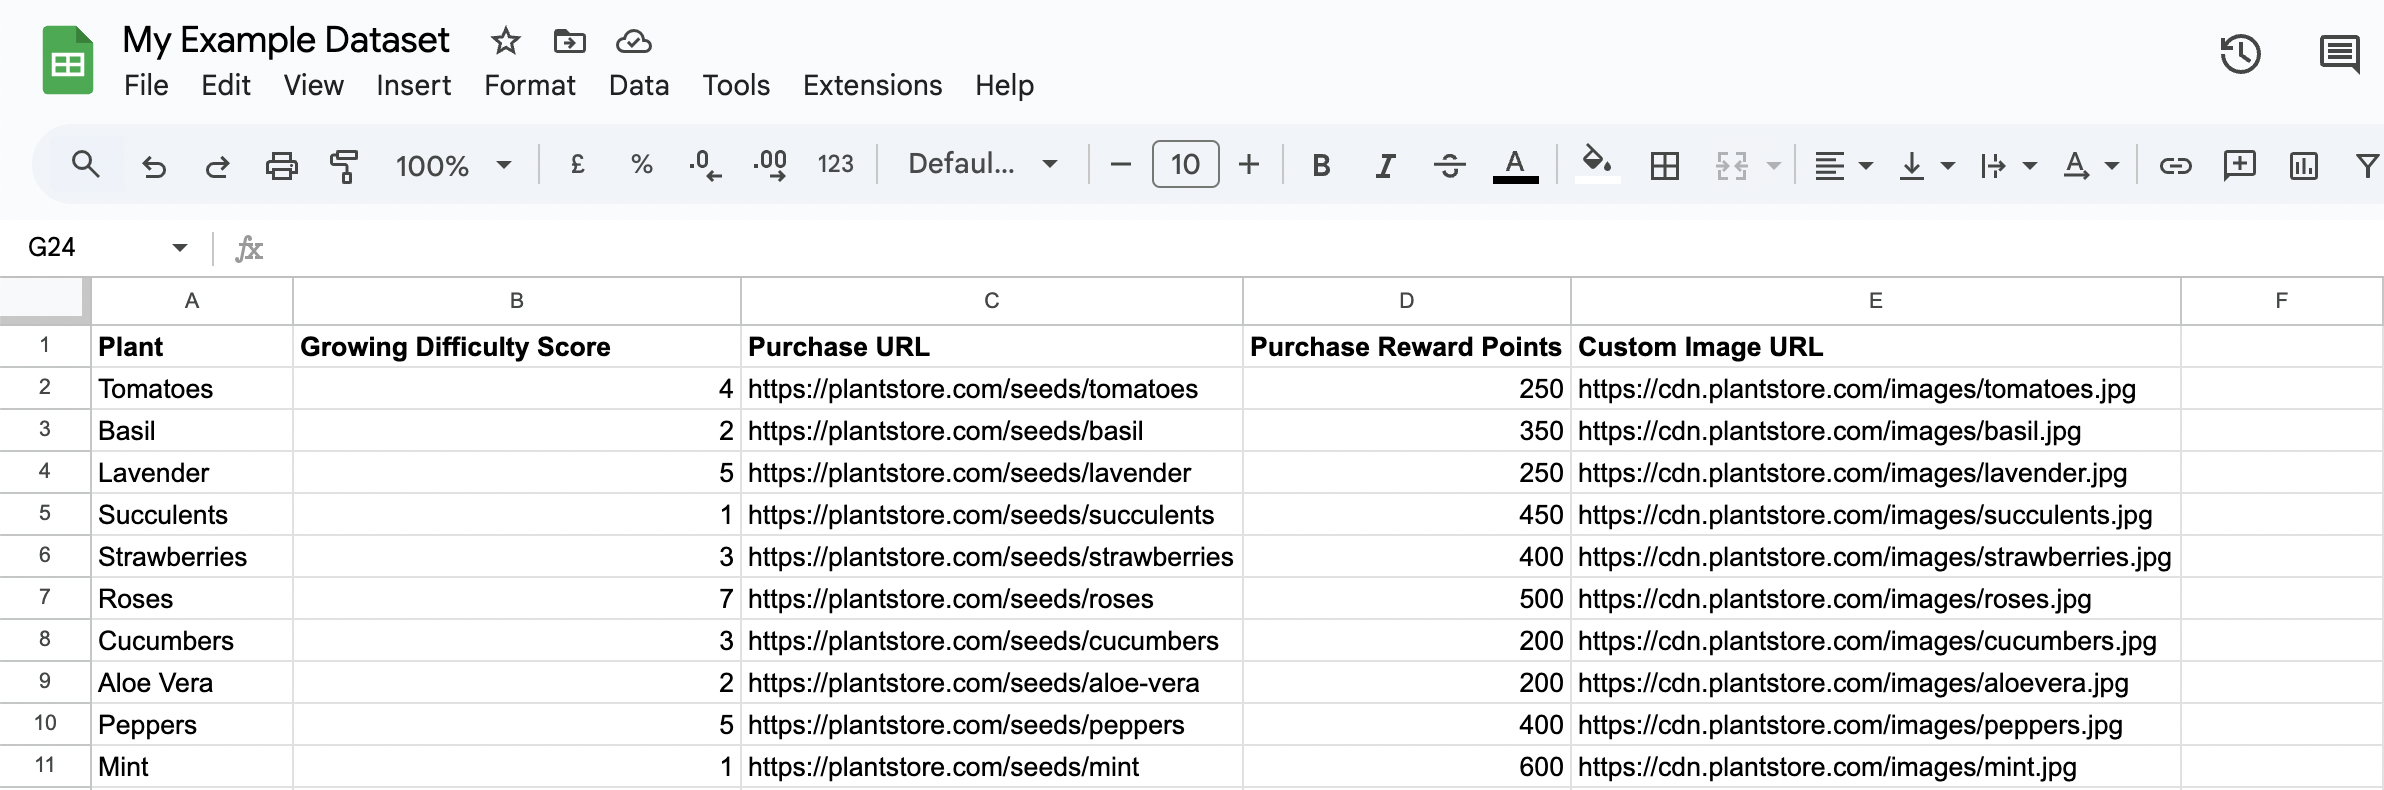 My Example Dataset
File Edit View Insert Format Data Tools Extensions Help
100% £ % .0 .00 123 Defaul... 10 B I S A A
G24 fx
A B C D E F
1 Plant Growing Difficulty Score Purchase URL Purchase Reward Points Custom Image URL
2 Tomatoes 4 https://plantstore.com/seeds/tomatoes 250 https://cdn.plantstore.com/images/tomatoes.jpg
3 Basil 2 https://plantstore.com/seeds/basil 350 https://cdn.plantstore.com/images/basil.jpg
4 Lavender 5 https://plantstore.com/seeds/lavender 250 https://cdn.plantstore.com/images/lavender.jpg
5 Succulents 1 https://plantstore.com/seeds/succulents 450 https://cdn.plantstore.com/images/succulents.jpg
6 Strawberries 3 https://plantstore.com/seeds/strawberries 400 https://cdn.plantstore.com/images/strawberries.jpg
7 Roses 7 https://plantstore.com/seeds/roses 500 https://cdn.plantstore.com/images/roses.jpg
8 Cucumbers 3 https://plantstore.com/seeds/cucumbers 200 https://cdn.plantstore.com/images/cucumbers.jpg
9 Aloe Vera 2 https://plantstore.com/seeds/aloe-vera 200 https://cdn.plantstore.com/images/aloevera.jpg
10 Peppers 5 https://plantstore.com/seeds/peppers 400 https://cdn.plantstore.com/images/peppers.jpg
11 Mint 1 https://plantstore.com/seeds/mint 600 https://cdn.plantstore.com/images/mint.jpg